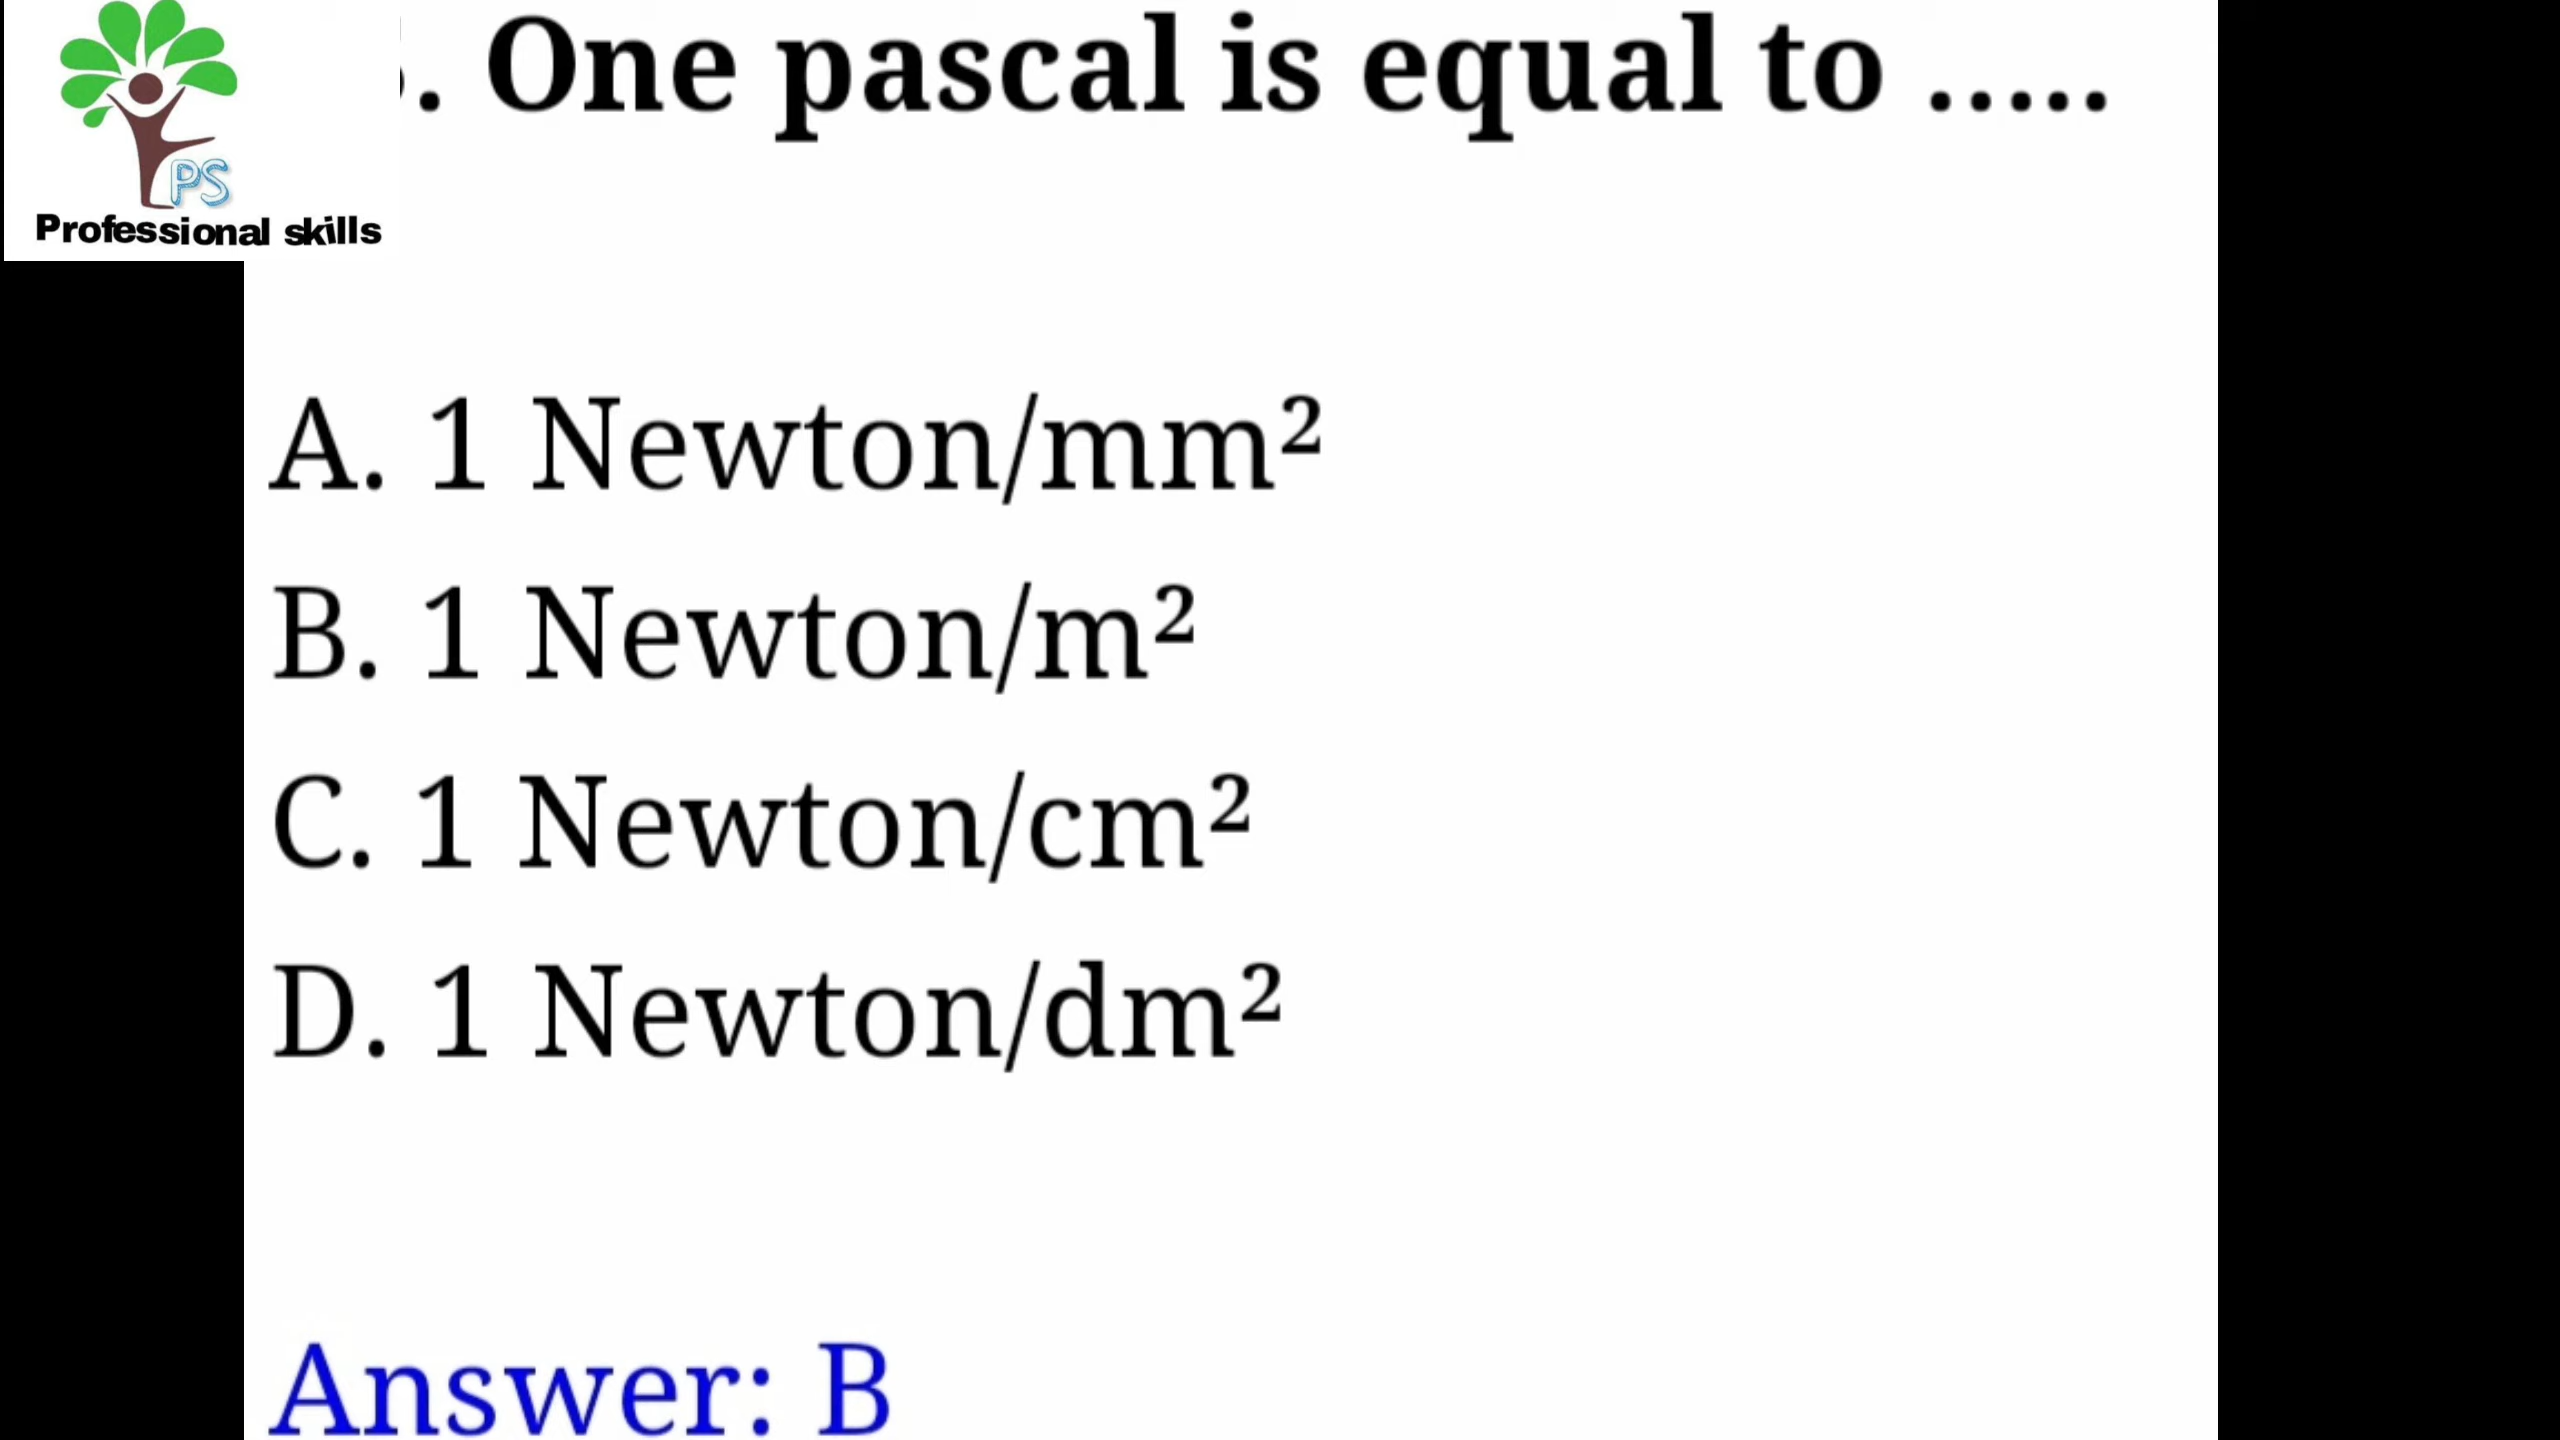 . One pascal is equal to .....
PS
Professional skills
A. 1 Newton/mm²
B. 1 Newton/m²
C. 1 Newton/cm²
D. 1 Newton/dm²
Answer: B